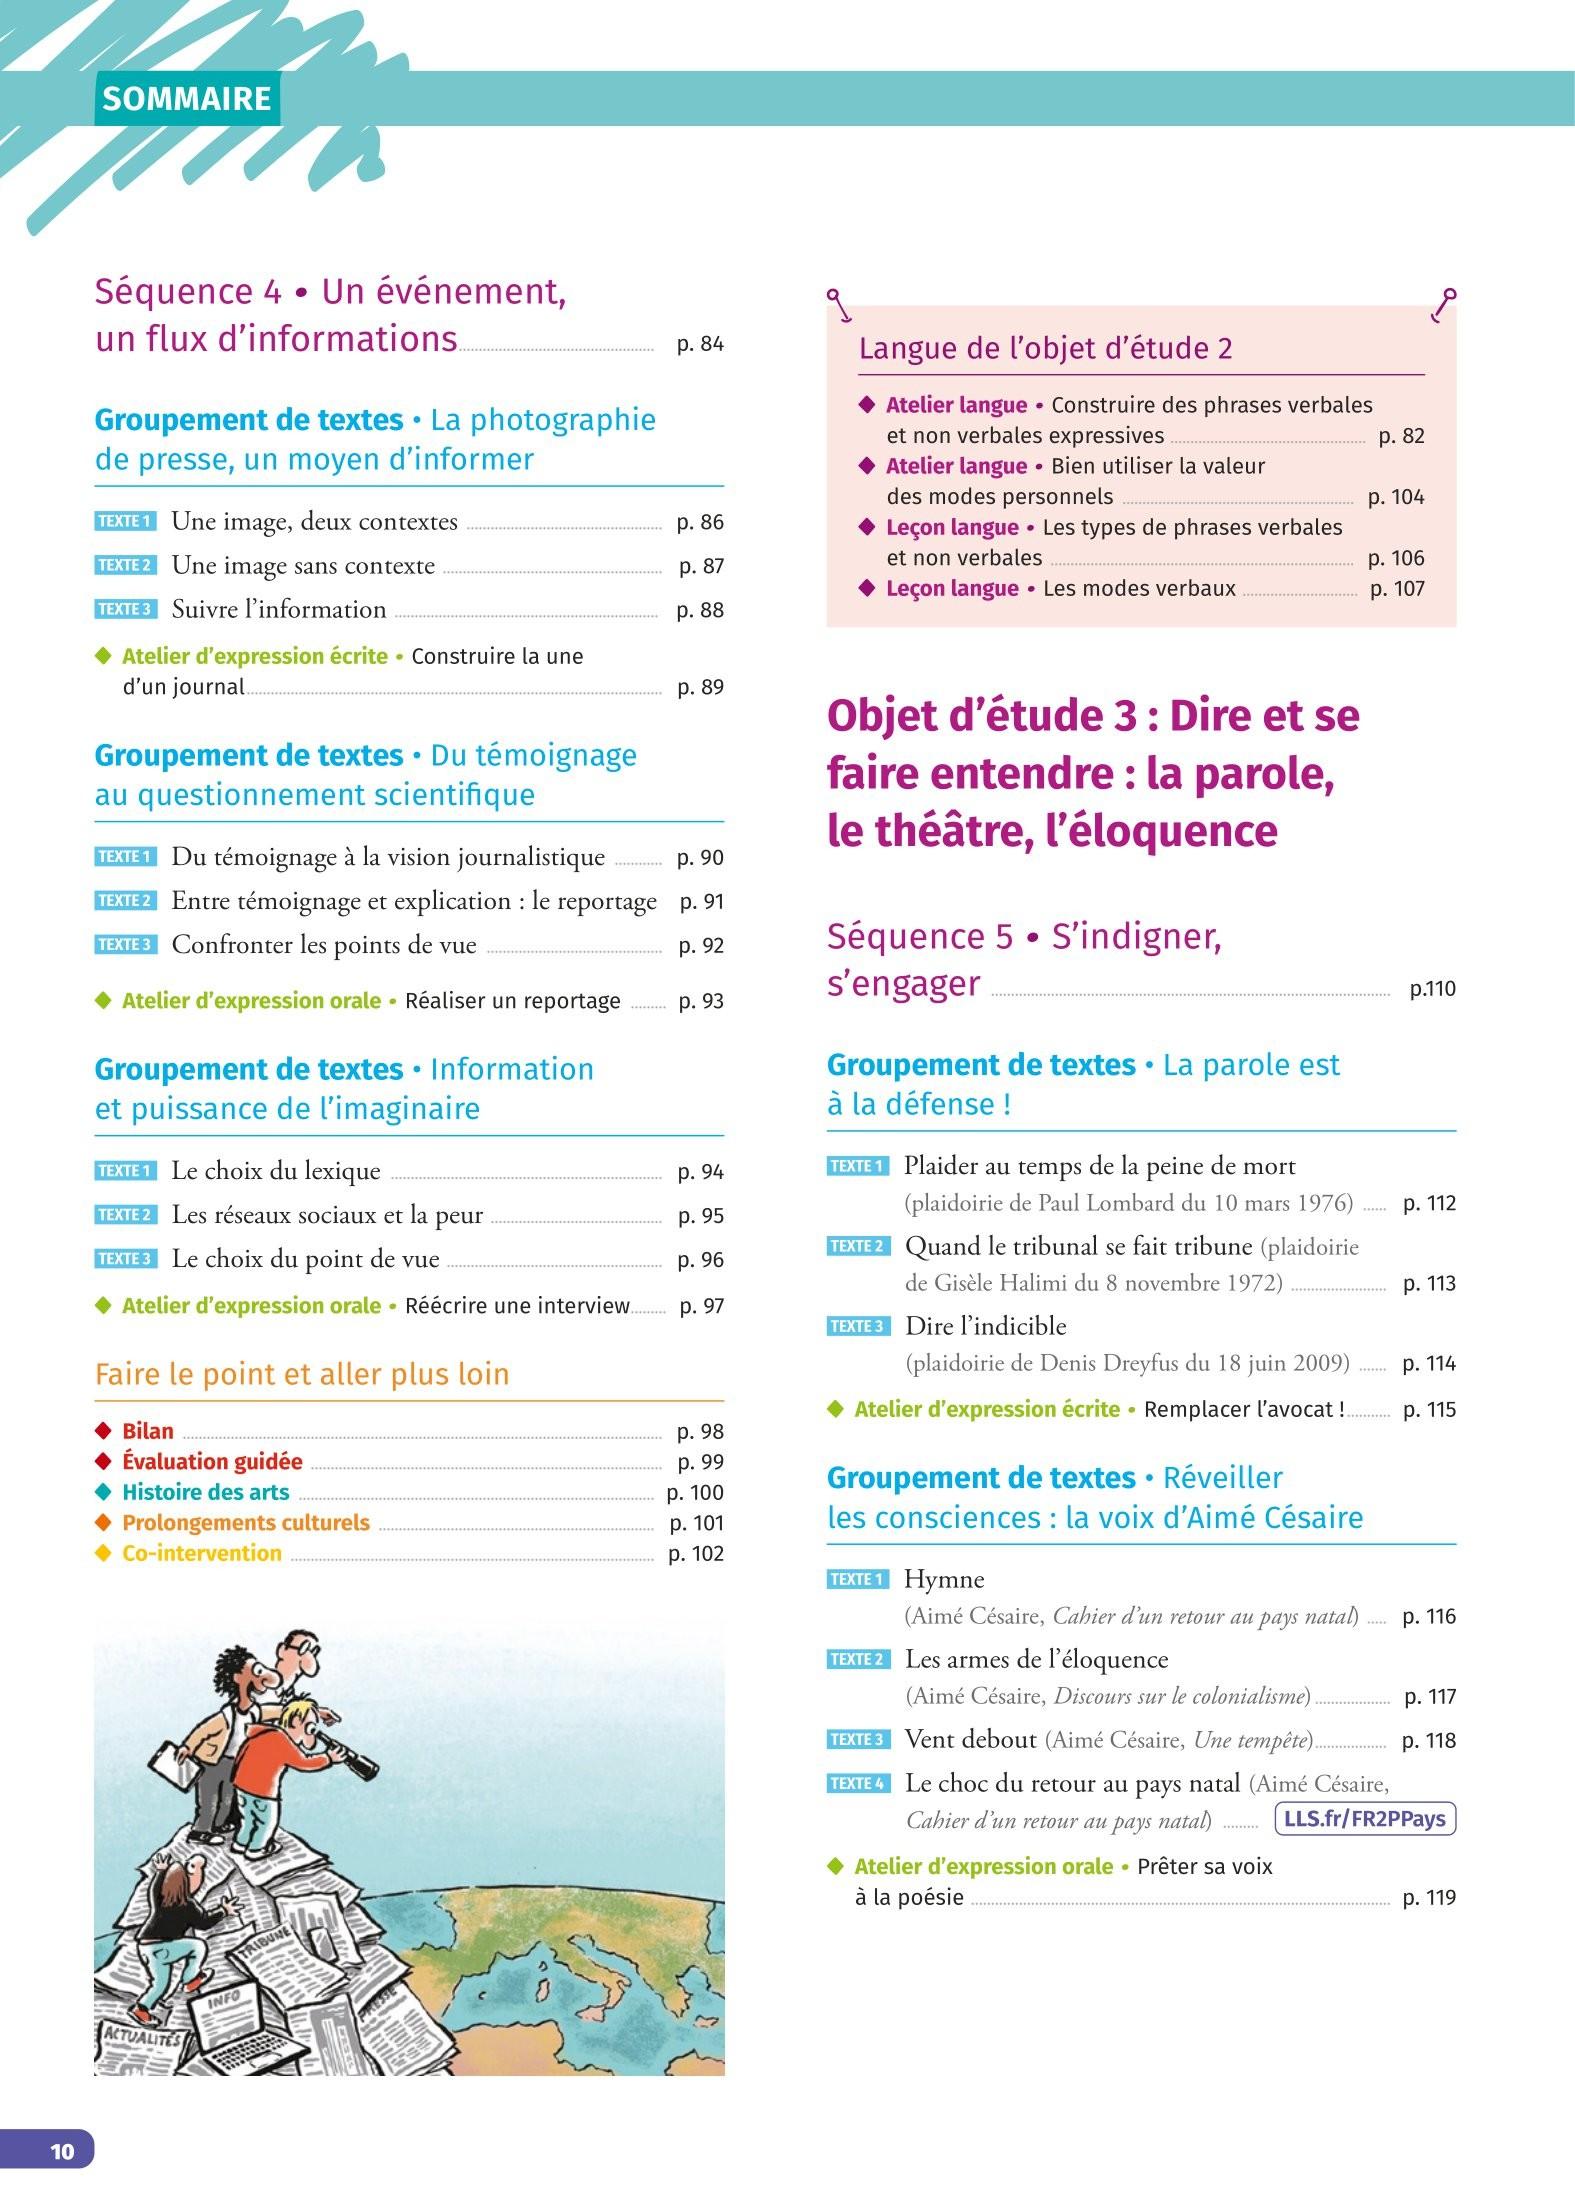 SOMMAIRE
Séquence 4 • Un événement,
un flux d’informations p. 84
Groupement de textes • La photographie
de presse, un moyen d’informer
TEXTE 1 Une image, deux contextes p. 86
TEXTE 2 Une image sans contexte p. 87
TEXTE 3 Suivre l’information p. 88
◆ Atelier d’expression écrite • Construire la une
d’un journal p. 89
Groupement de textes • Du témoignage
au questionnement scientifique
TEXTE 1 Du témoignage à la vision journalistique p. 90
TEXTE 2 Entre témoignage et explication : le reportage p. 91
TEXTE 3 Confronter les points de vue p. 92
◆ Atelier d’expression orale • Réaliser un reportage p. 93
Groupement de textes • Information
et puissance de l’imaginaire
TEXTE 1 Le choix du lexique p. 94
TEXTE 2 Les réseaux sociaux et la peur p. 95
TEXTE 3 Le choix du point de vue p. 96
◆ Atelier d’expression orale • Réécrire une interview p. 97
Faire le point et aller plus loin
◆ Bilan p. 98
◆ Évaluation guidée p. 99
◆ Histoire des arts p. 100
◆ Prolongements culturels p. 101
◆ Co-intervention p. 102
TRIBUNE
INFO
PRESSE
ACTUALITÉS
Langue de l’objet d’étude 2
◆ Atelier langue • Construire des phrases verbales
et non verbales expressives p. 82
◆ Atelier langue • Bien utiliser la valeur
des modes personnels p. 104
◆ Leçon langue • Les types de phrases verbales
et non verbales p. 106
◆ Leçon langue • Les modes verbaux p. 107
Objet d’étude 3 : Dire et se
faire entendre : la parole,
le théâtre, l’éloquence
Séquence 5 • S’indigner,
s’engager p.110
Groupement de textes • La parole est
à la défense !
TEXTE 1 Plaider au temps de la peine de mort
(plaidoirie de Paul Lombard du 10 mars 1976) p. 112
TEXTE 2 Quand le tribunal se fait tribune (plaidoirie
de Gisèle Halimi du 8 novembre 1972) p. 113
TEXTE 3 Dire l’indicible
(plaidoirie de Denis Dreyfus du 18 juin 2009) p. 114
◆ Atelier d’expression écrite • Remplacer l’avocat ! p. 115
Groupement de textes • Réveiller
les consciences : la voix d’Aimé Césaire
TEXTE 1 Hymne
(Aimé Césaire, Cahier d’un retour au pays natal) p. 116
TEXTE 2 Les armes de l’éloquence
(Aimé Césaire, Discours sur le colonialisme) p. 117
TEXTE 3 Vent debout (Aimé Césaire, Une tempête) p. 118
TEXTE 4 Le choc du retour au pays natal (Aimé Césaire,
Cahier d’un retour au pays natal) LLS.fr/FR2PPays
◆ Atelier d’expression orale • Prêter sa voix
à la poésie p. 119
10